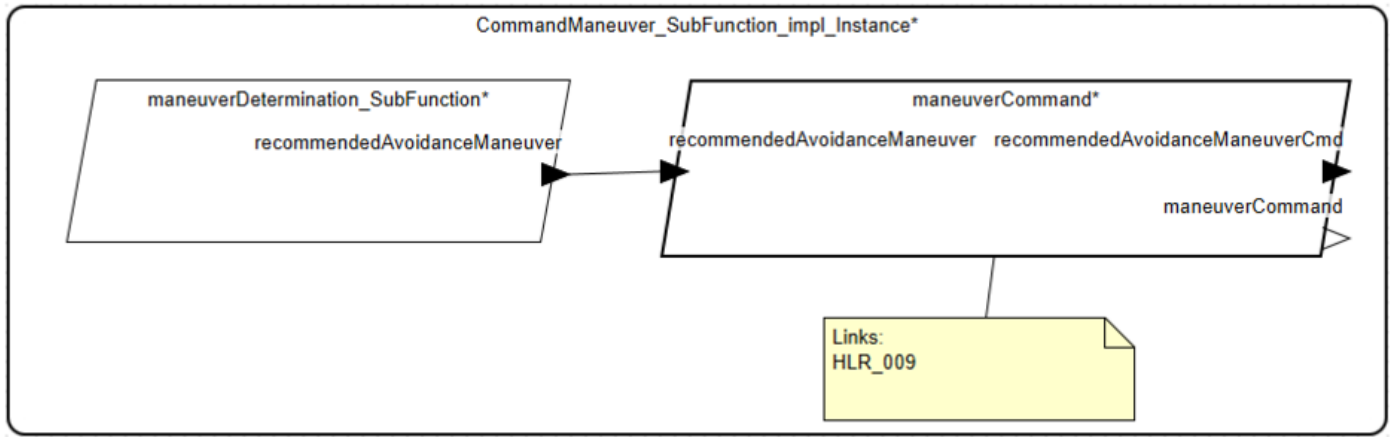 CommandManeuver_SubFunction_impl_Instance*
maneuverDetermination_SubFunction*
recommendedAvoidanceManeuver
maneuverCommand*
recommendedAvoidanceManeuver
recommendedAvoidanceManeuverCmd
maneuverCommand
Links:
HLR_009